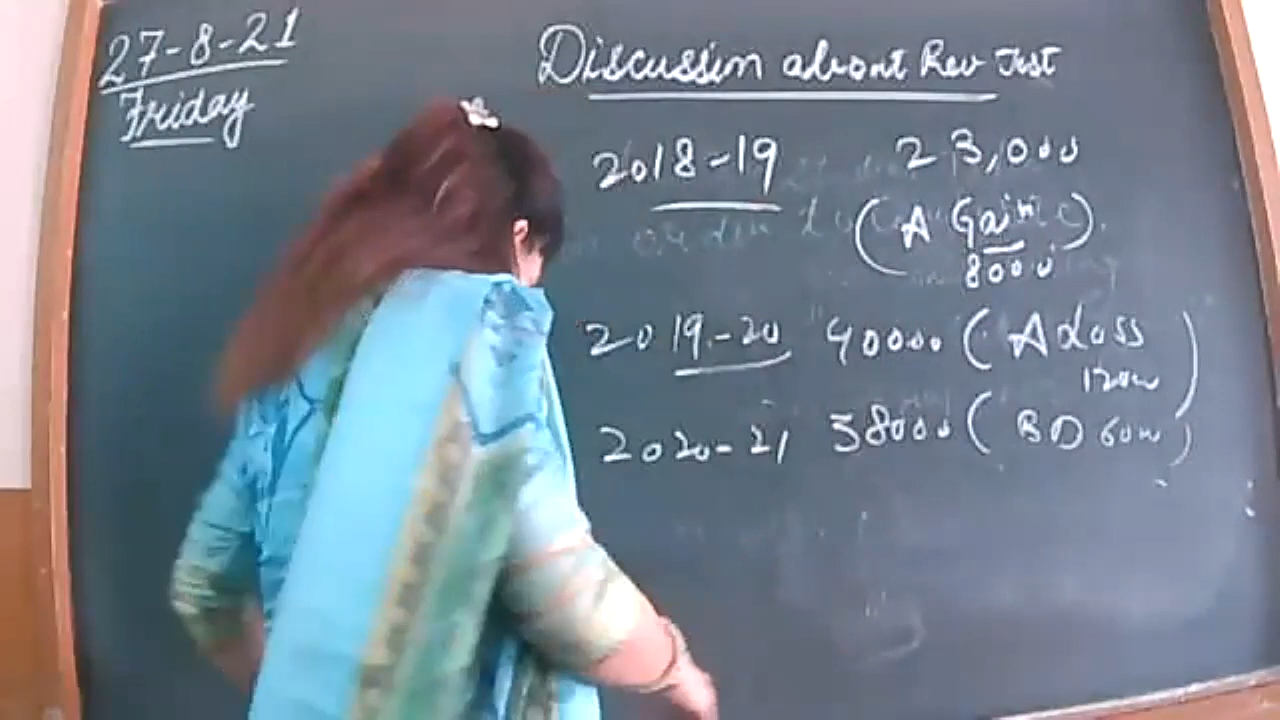 27-8-21
Friday
Discussion about Rev Test
2018-19 23,000
(A Gain).
8000
2019-20 40000 (A Loss
12000)
2020-21 38000 (BD 6000)